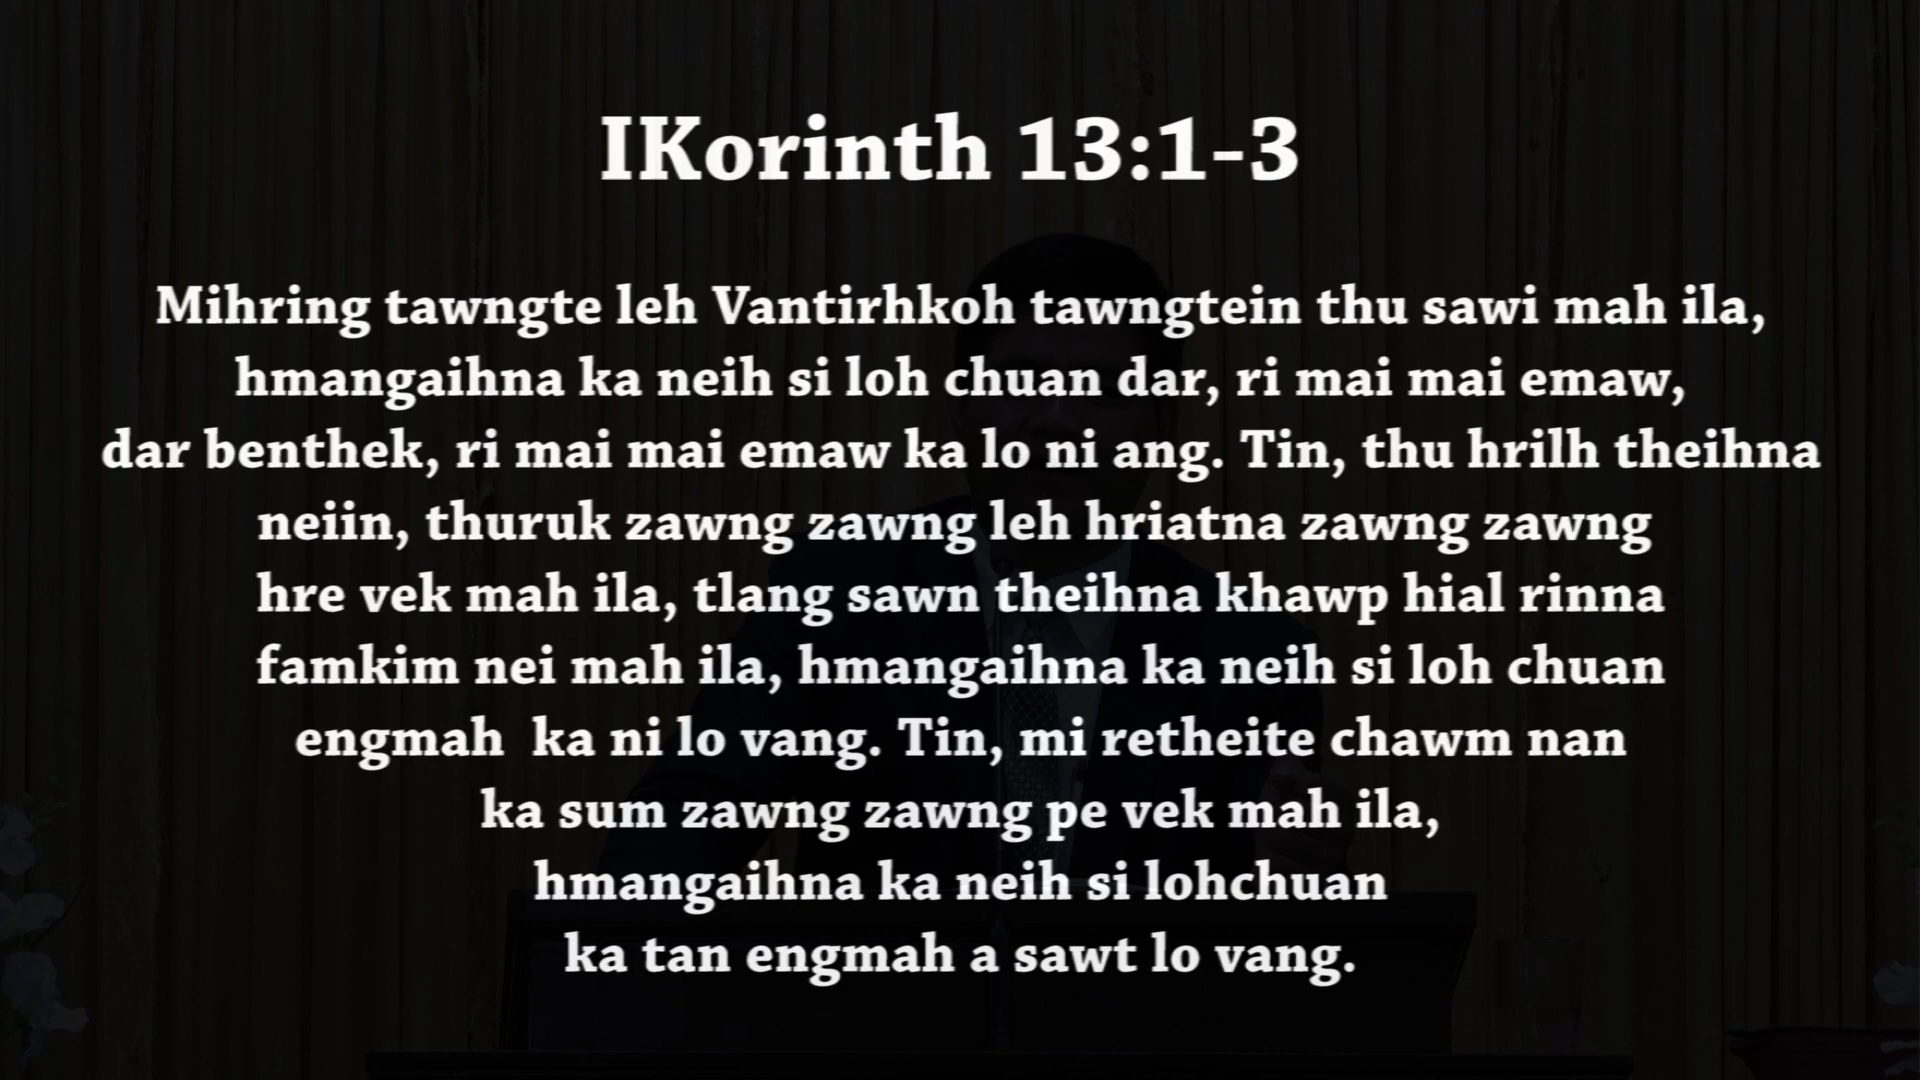 IKorinth 13:1-3
Mihring tawngte leh Vantirhkoh tawngtein thu sawi mah ila,
hmangaihna ka neih si loh chuan dar, ri mai mai emaw,
dar benthek, ri mai mai emaw ka lo ni ang. Tin, thu hrilh theihna
neiin, thuruk zawng zawng leh hriatna zawng zawng
hre vek mah ila, tlang sawn theihna khawp hial rinna
famkim nei mah ila, hmangaihna ka neih si loh chuan
engmah  ka ni lo vang. Tin, mi retheite chawm nan
ka sum zawng zawng pe vek mah ila,
hmangaihna ka neih si lohchuan
ka tan engmah a sawt lo vang.